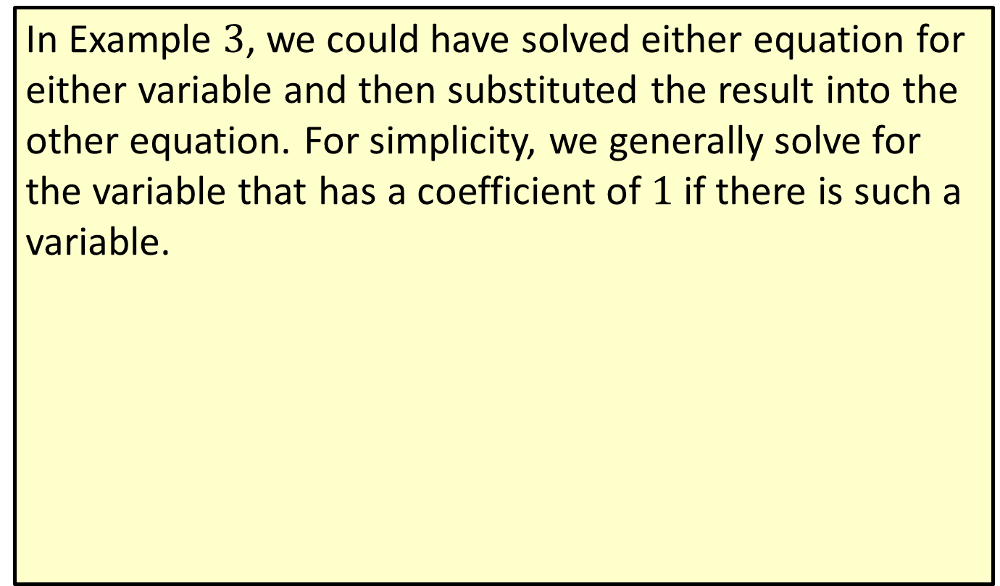 In Example 3, we could have solved either equation for
either variable and then substituted the result into the
other equation. For simplicity, we generally solve for
the variable that has a coefficient of 1 if there is such a
variable.